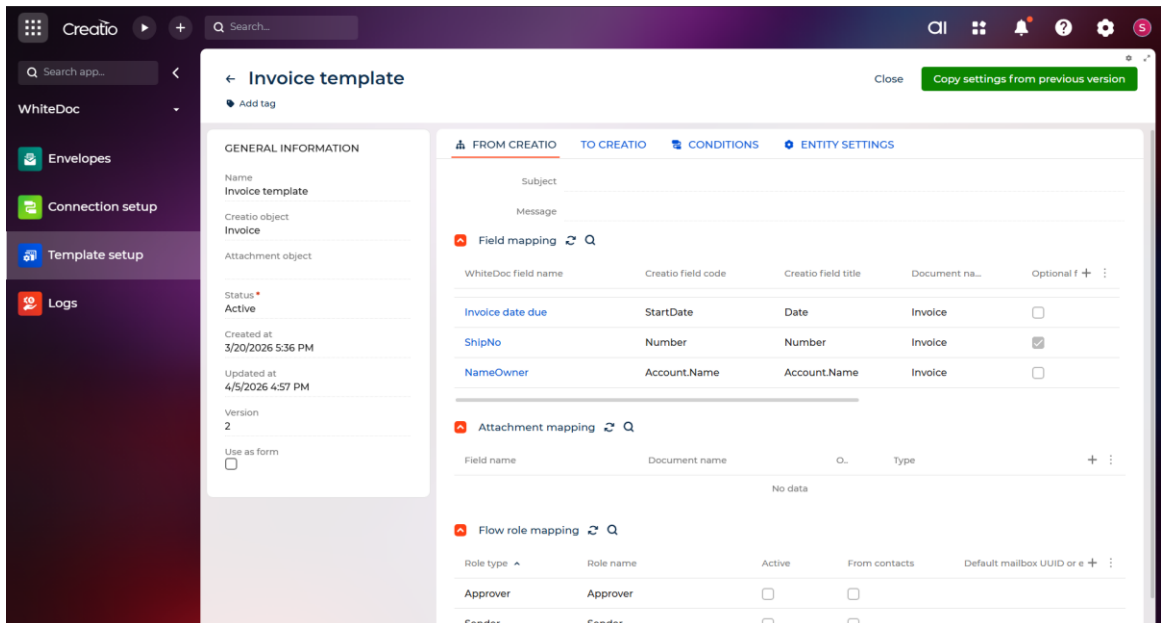 Creatio
Search...
S
Search app...
WhiteDoc
Envelopes
Connection setup
Template setup
Logs
Invoice template
Add tag
Close
Copy settings from previous version
GENERAL INFORMATION
Name
Invoice template
Creatio object
Invoice
Attachment object
Status*
Active
Created at
3/20/2026 5:36 PM
Updated at
4/5/2026 4:57 PM
Version
2
Use as form
FROM CREATIO TO CREATIO CONDITIONS ENTITY SETTINGS
Subject
Message
Field mapping
WhiteDoc field name Creatio field code Creatio field title Document na... Optional f
Invoice date due StartDate Date Invoice
ShipNo Number Number Invoice
NameOwner Account.Name Account.Name Invoice
Attachment mapping
Field name Document name O.. Type
No data
Flow role mapping
Role type Role name Active From contacts Default mailbox UUID or e
Approver Approver
Sender Sender